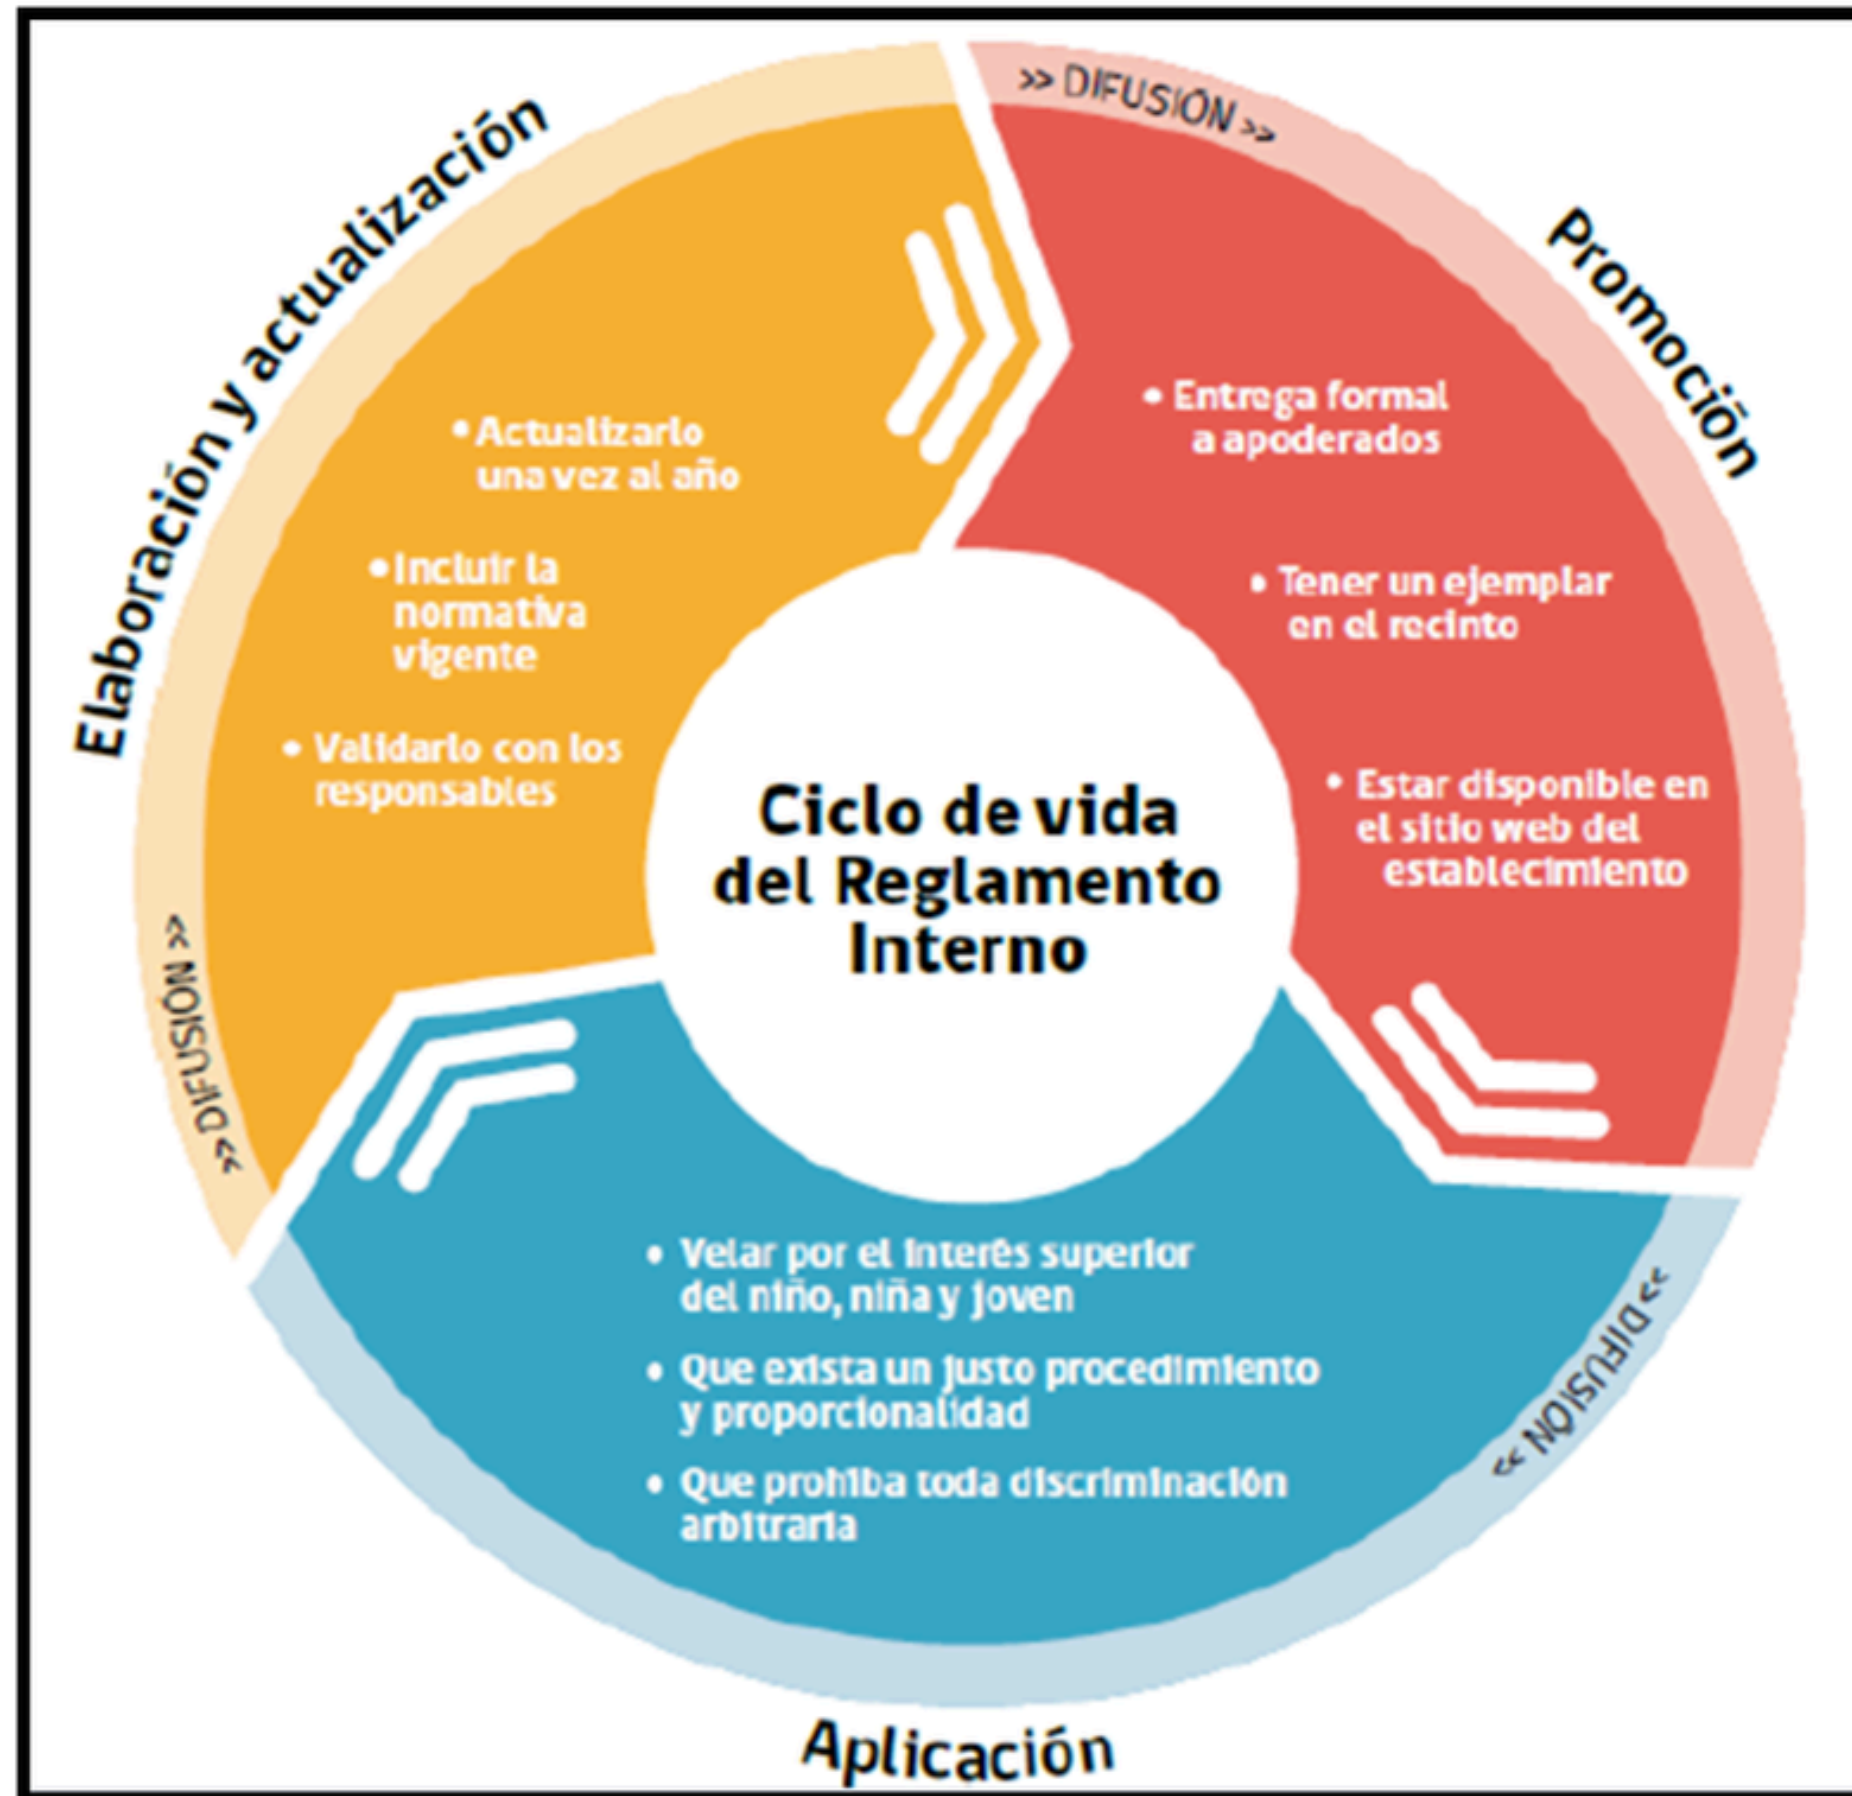 Elaboración y actualización
• Actualizarlo
una vez al año
• Incluir la
normativa
vigente
• Validarlo con los
responsables
>> DIFUSIÓN >>
Promoción
>> DIFUSIÓN >>
• Entrega formal
a apoderados
• Tener un ejemplar
en el recinto
• Estar disponible en
el sitio web del
establecimiento
Ciclo de vida
del Reglamento
Interno
>> DIFUSIÓN >>
• Velar por el interés superior
del niño, niña y joven
• Que exista un justo procedimiento
y proporcionalidad
• Que prohiba toda discriminación
arbitraria
Aplicación